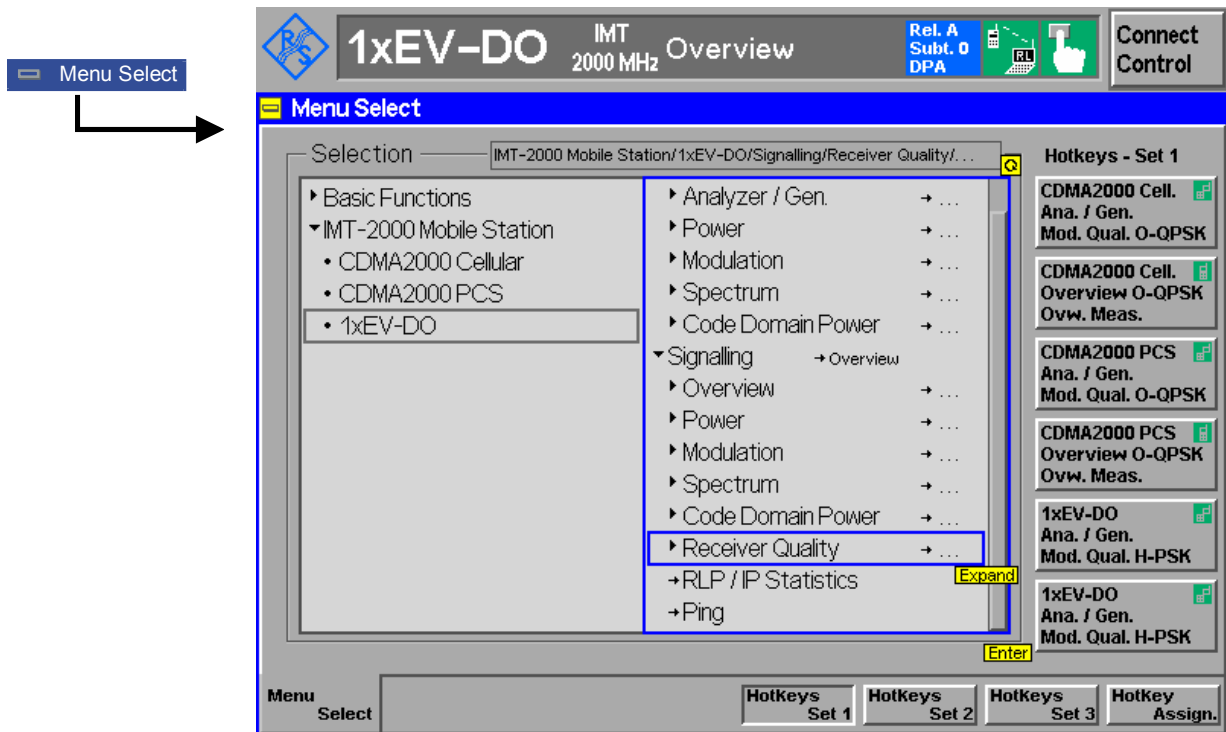 Menu Select
R S
1xEV-DO
IMT
2000 MHz
Overview
Rel. A
Subt. 0
DPA
RL
Connect
Control
Menu Select
Selection
IMT-2000 Mobile Station/1xEV-DO/Signalling/Receiver Quality/...
Basic Functions
IMT-2000 Mobile Station
• CDMA2000 Cellular
• CDMA2000 PCS
• 1xEV-DO
Analyzer / Gen. → ...
Power → ...
Modulation → ...
Spectrum → ...
Code Domain Power → ...
Signalling → Overview
Overview → ...
Power → ...
Modulation → ...
Spectrum → ...
Code Domain Power → ...
Receiver Quality → ...
Expand
→RLP / IP Statistics
→Ping
Enter
Hotkeys - Set 1
CDMA2000 Cell.
Ana. / Gen.
Mod. Qual. O-QPSK
CDMA2000 Cell.
Overview O-QPSK
Ovw. Meas.
CDMA2000 PCS
Ana. / Gen.
Mod. Qual. O-QPSK
CDMA2000 PCS
Overview O-QPSK
Ovw. Meas.
1xEV-DO
Ana. / Gen.
Mod. Qual. H-PSK
1xEV-DO
Ana. / Gen.
Mod. Qual. H-PSK
Menu
Select
HotKeys
Set 1
HotKeys
Set 2
HotKeys
Set 3
HotKey
Assign.